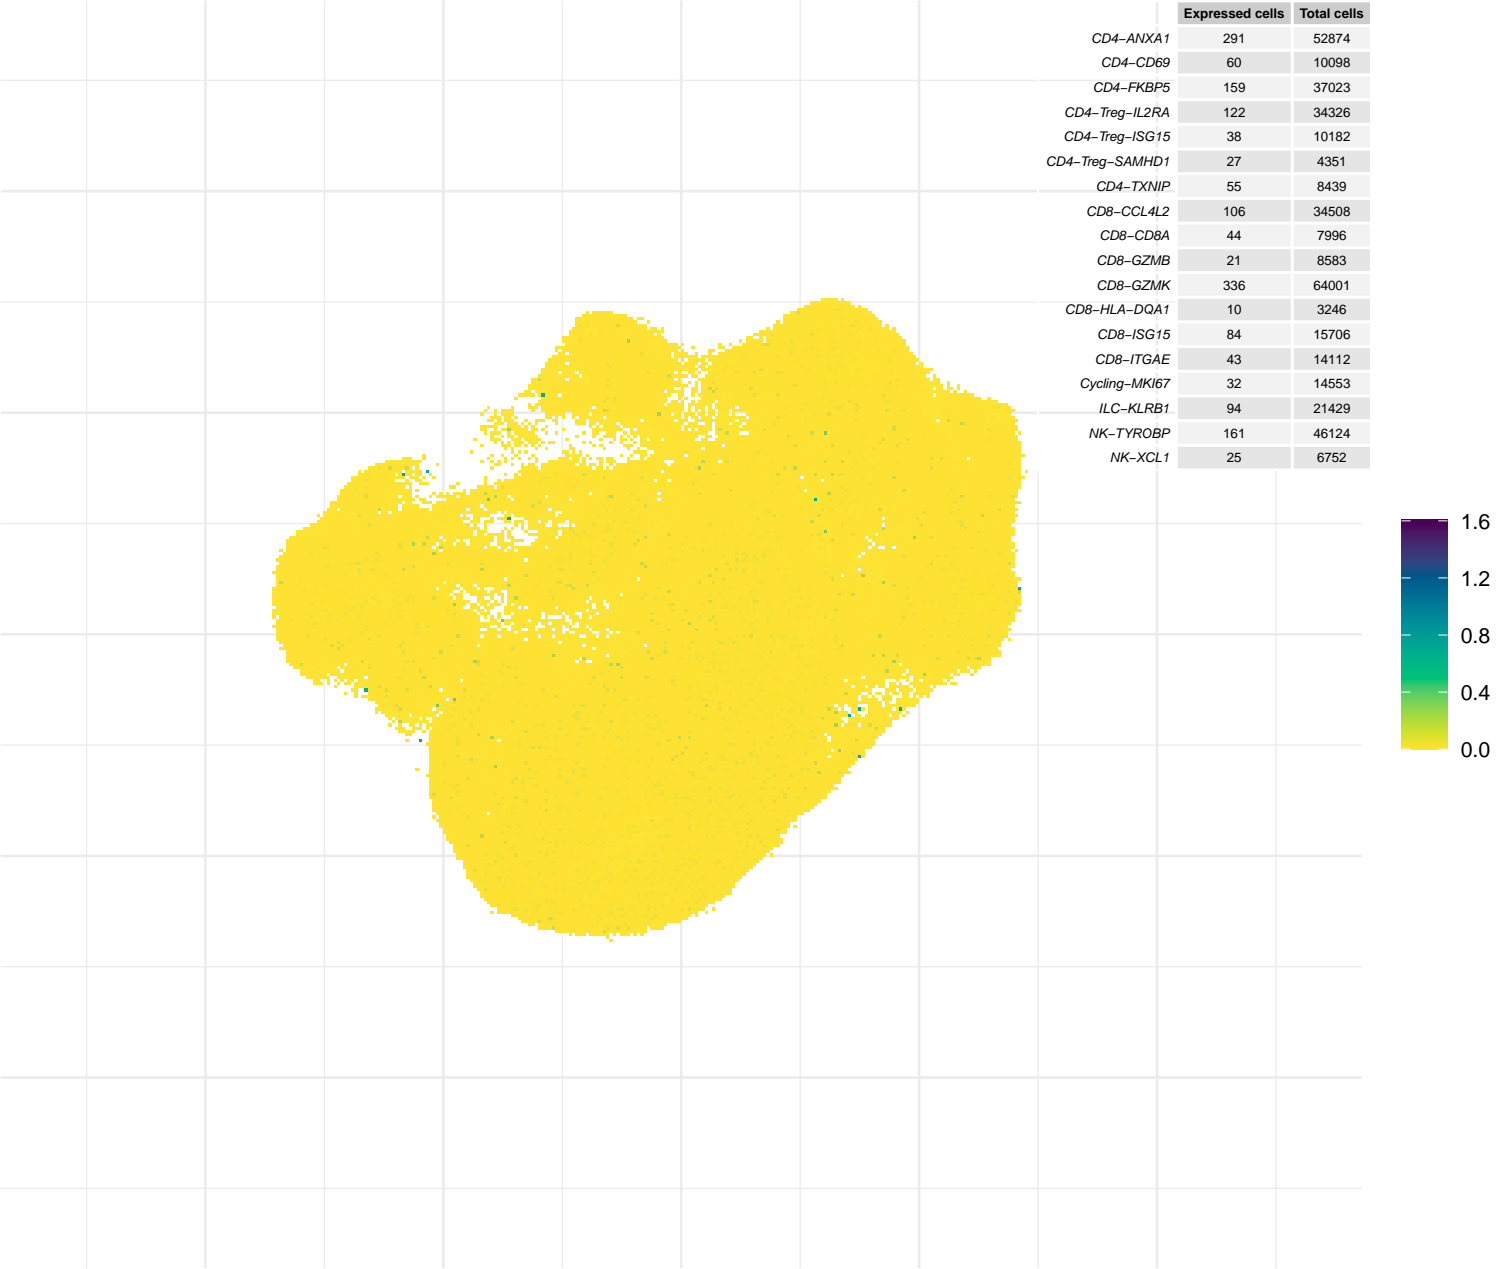 Expressed cells Total cells
CD4−ANXA1 291 52874
CD4−CD69 60 10098
CD4−FKBP5 159 37023
CD4−Treg−IL2RA 122 34326
CD4−Treg−ISG15 38 10182
CD4−Treg−SAMHD1 27 4351
CD4−TXNIP 55 8439
CD8−CCL4L2 106 34508
CD8−CD8A 44 7996
CD8−GZMB 21 8583
CD8−GZMK 336 64001
CD8−HLA−DQA1 10 3246
CD8−ISG15 84 15706
CD8−ITGAE 43 14112
Cycling−MKI67 32 14553
ILC−KLRB1 94 21429
NK−TYROBP 161 46124
NK−XCL1 25 6752
1.6
1.2
0.8
0.4
0.0